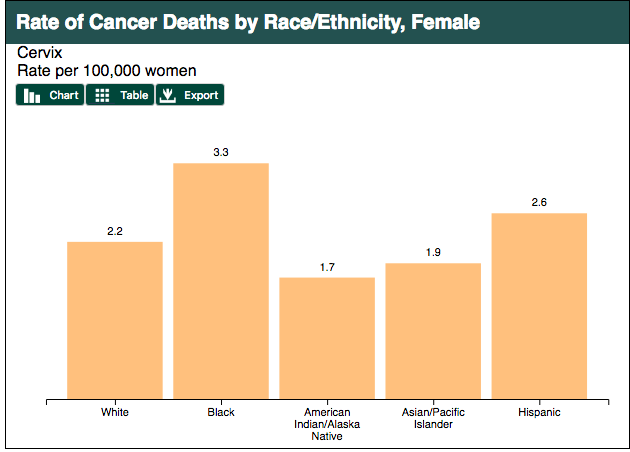 Rate of Cancer Deaths by Race/Ethnicity, Female
Cervix
Rate per 100,000 women
Chart Table Export
3.3
2.6
2.2
1.9
1.7
White Black American Indian/Alaska Native Asian/Pacific Islander Hispanic